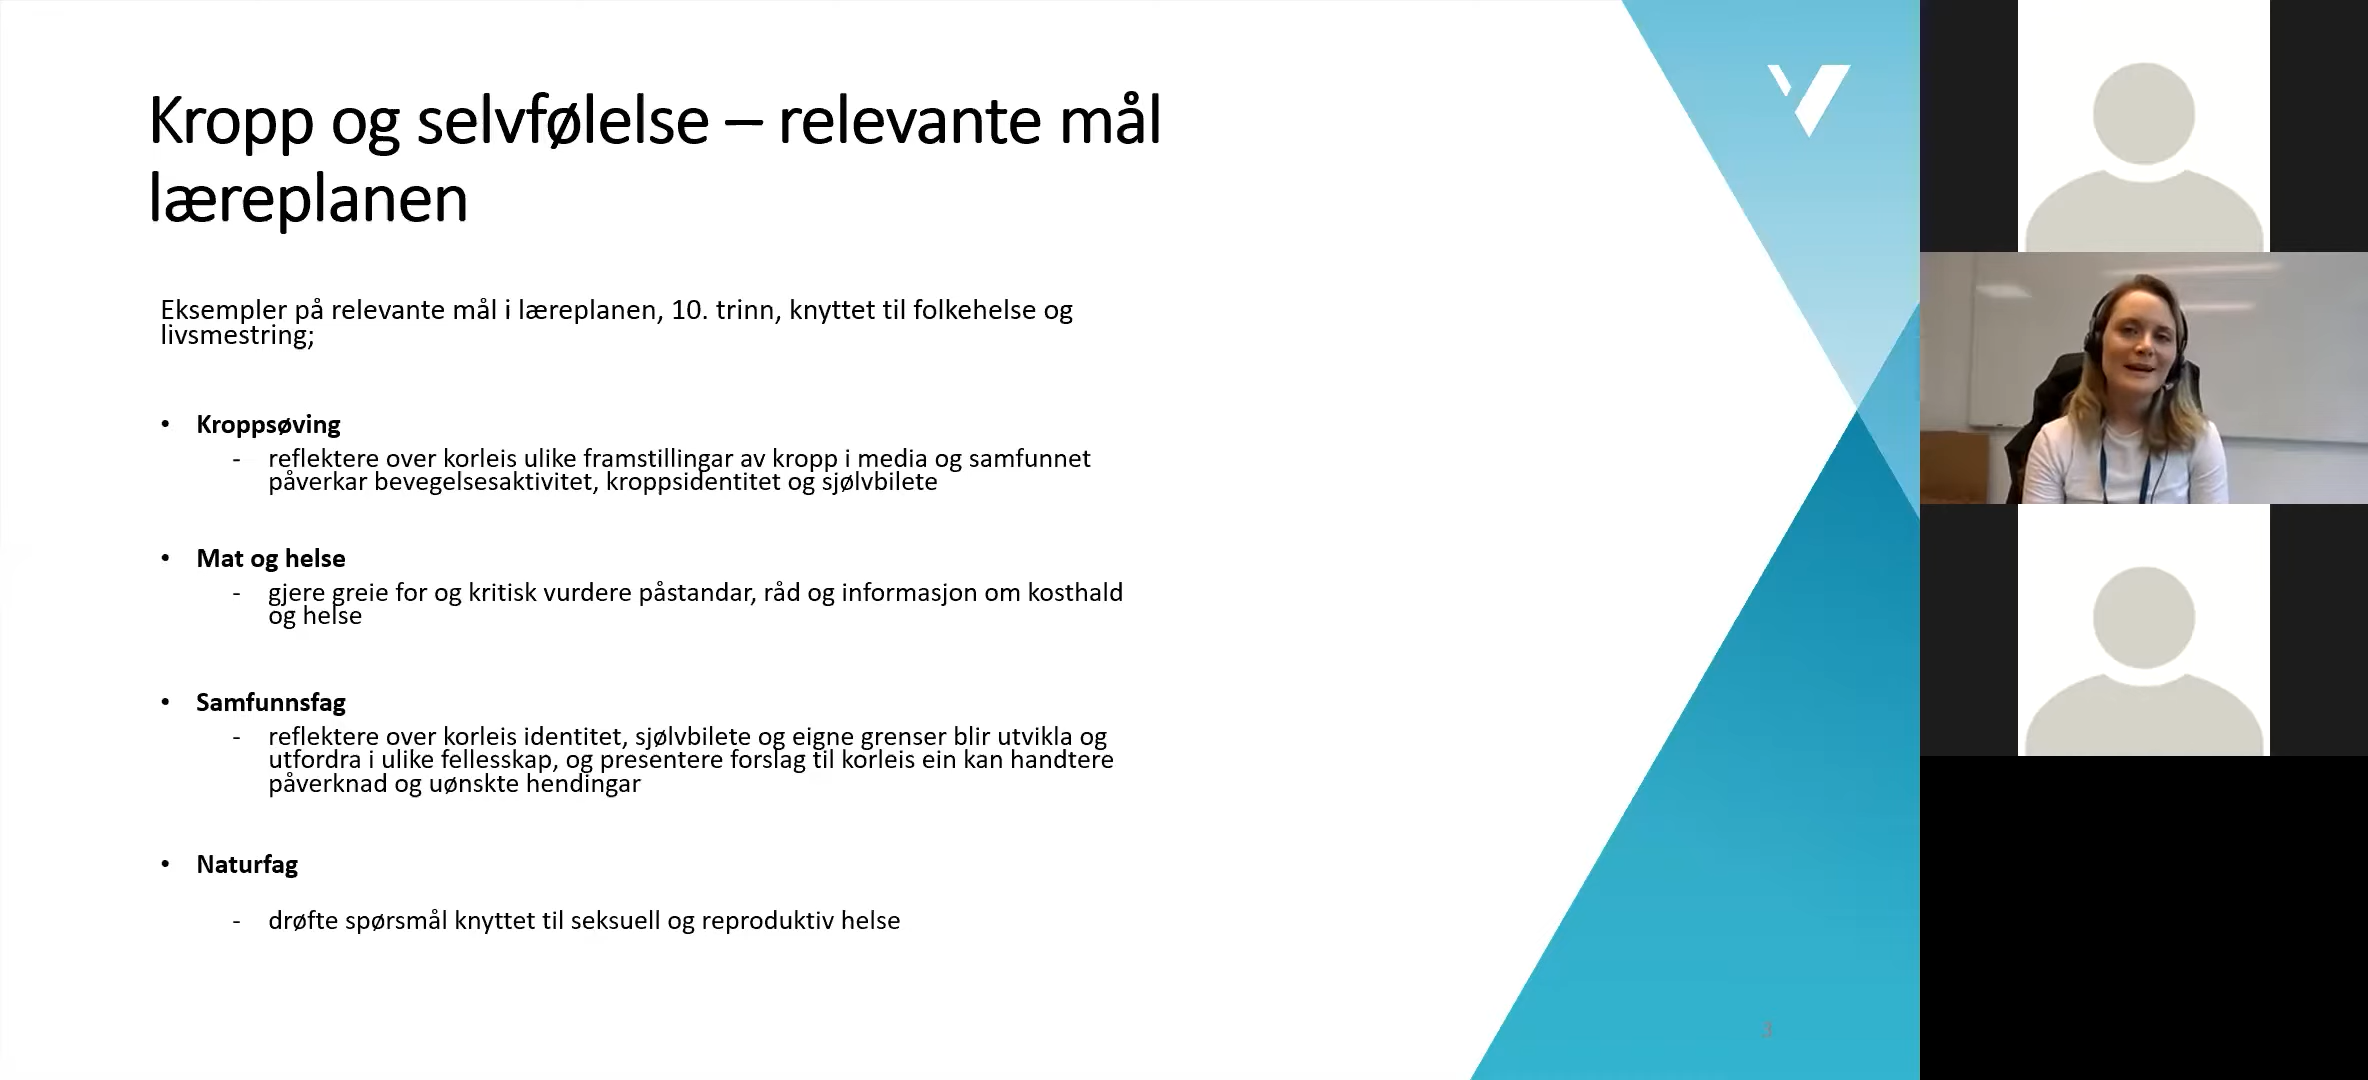 Kropp og selvfølelse – relevante mål
læreplanen
Eksempler på relevante mål i læreplanen, 10. trinn, knyttet til folkehelse og
livsmestring;
• Kroppsøving
- reflektere over korleis ulike framstillingar av kropp i media og samfunnet
påverkar bevegelsesaktivitet, kroppsidentitet og sjølvbilete
• Mat og helse
- gjere greie for og kritisk vurdere påstandar, råd og informasjon om kosthald
og helse
• Samfunnsfag
- reflektere over korleis identitet, sjølvbilete og eigne grenser blir utvikla og
utfordra i ulike fellesskap, og presentere forslag til korleis ein kan handtere
påverknad og uønskte hendingar
• Naturfag
- drøfte spørsmål knyttet til seksuell og reproduktiv helse
3